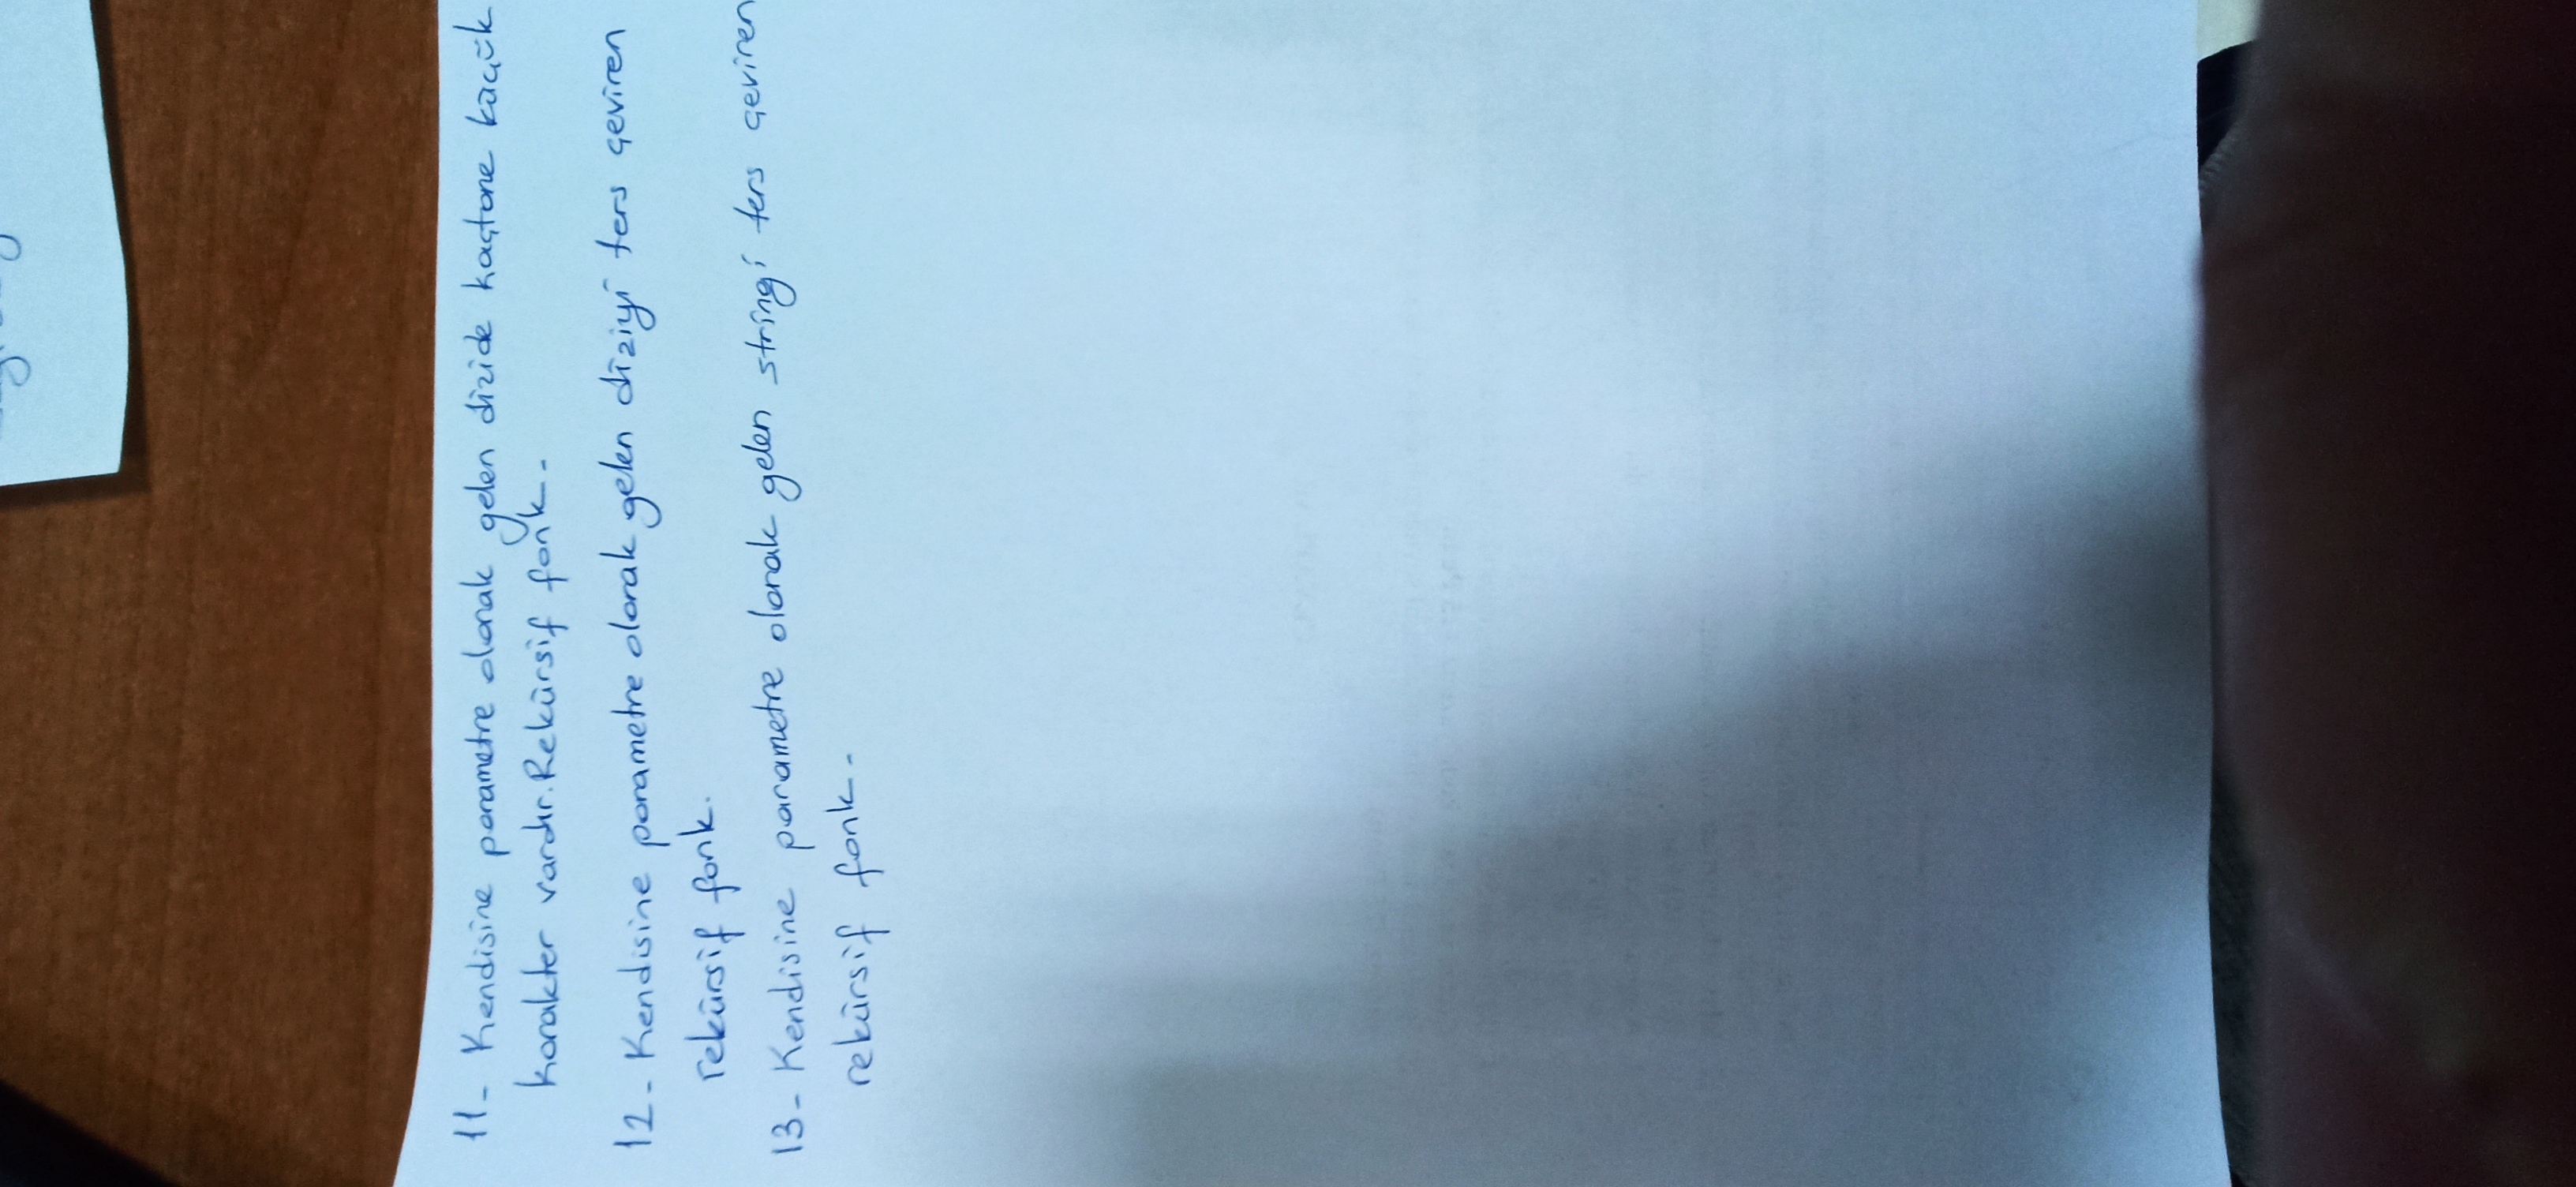 11- Kendisine parametre olarak gelen dizide kaçtane küçük
karakter vardır. Rekürsif fonk.
12- Kendisine parametre olarak gelen diziyi ters çeviren
rekürsif fonk.
13- Kendisine parametre olarak gelen stringi ters çeviren
rekürsif fonk.